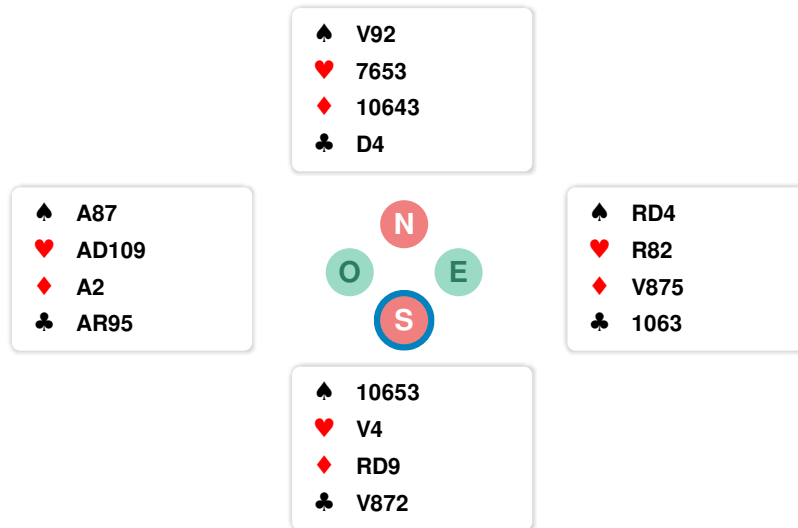 ♠ V92
♥ 7653
♦ 10643
♣ D4
♠ A87
♥ AD109
♦ A2
♣ AR95
N
O E
S
♠ RD4
♥ R82
♦ V875
♣ 1063
♠ 10653
♥ V4
♦ RD9
♣ V872